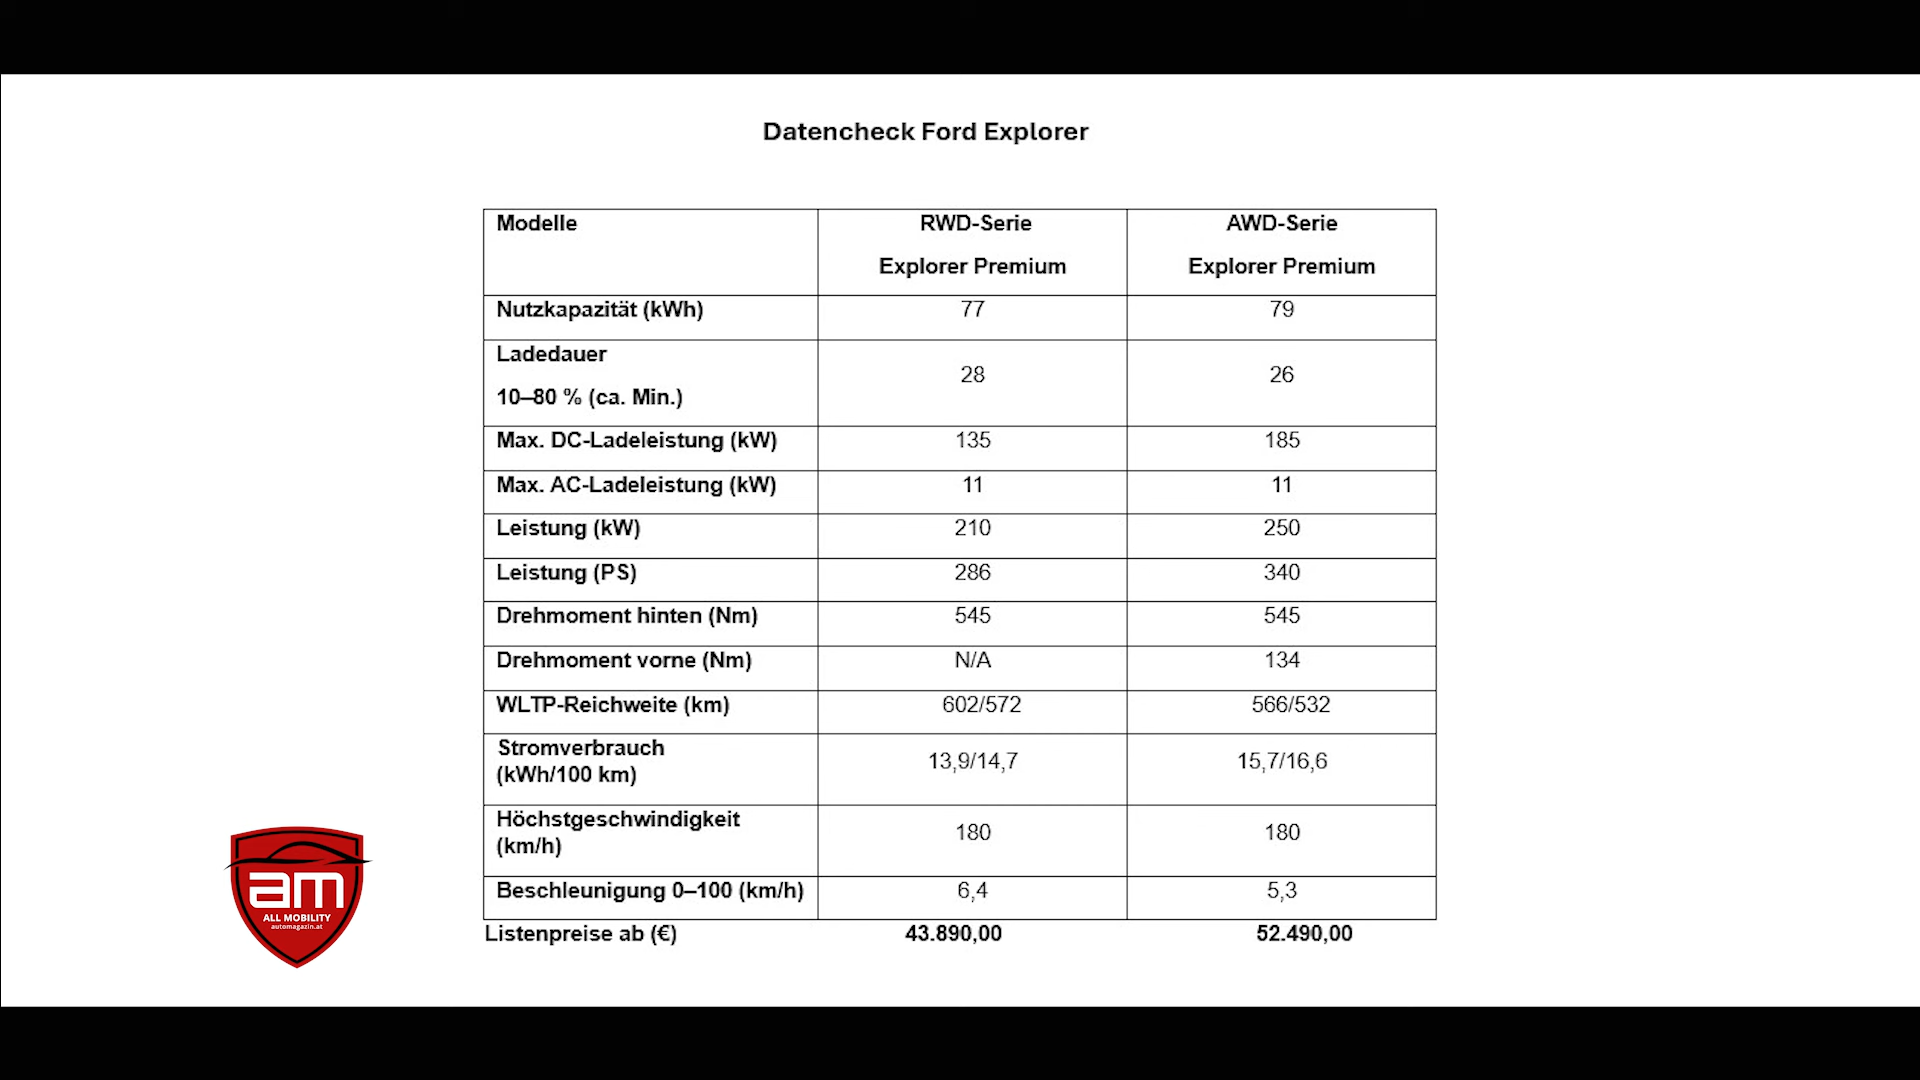 Datencheck Ford Explorer
Modelle
RWD-Serie
Explorer Premium
AWD-Serie
Explorer Premium
Nutzkapazität (kWh) 77 79
Ladedauer
10–80 % (ca. Min.)
28 26
Max. DC-Ladeleistung (kW) 135 185
Max. AC-Ladeleistung (kW) 11 11
Leistung (kW) 210 250
Leistung (PS) 286 340
Drehmoment hinten (Nm) 545 545
Drehmoment vorne (Nm) N/A 134
WLTP-Reichweite (km) 602/572 566/532
Stromverbrauch
(kWh/100 km)
13,9/14,7 15,7/16,6
Höchstgeschwindigkeit
(km/h)
180 180
Beschleunigung 0–100 (km/h) 6,4 5,3
Listenpreise ab (€) 43.890,00 52.490,00
am
ALL MOBILITY
automagazin.at